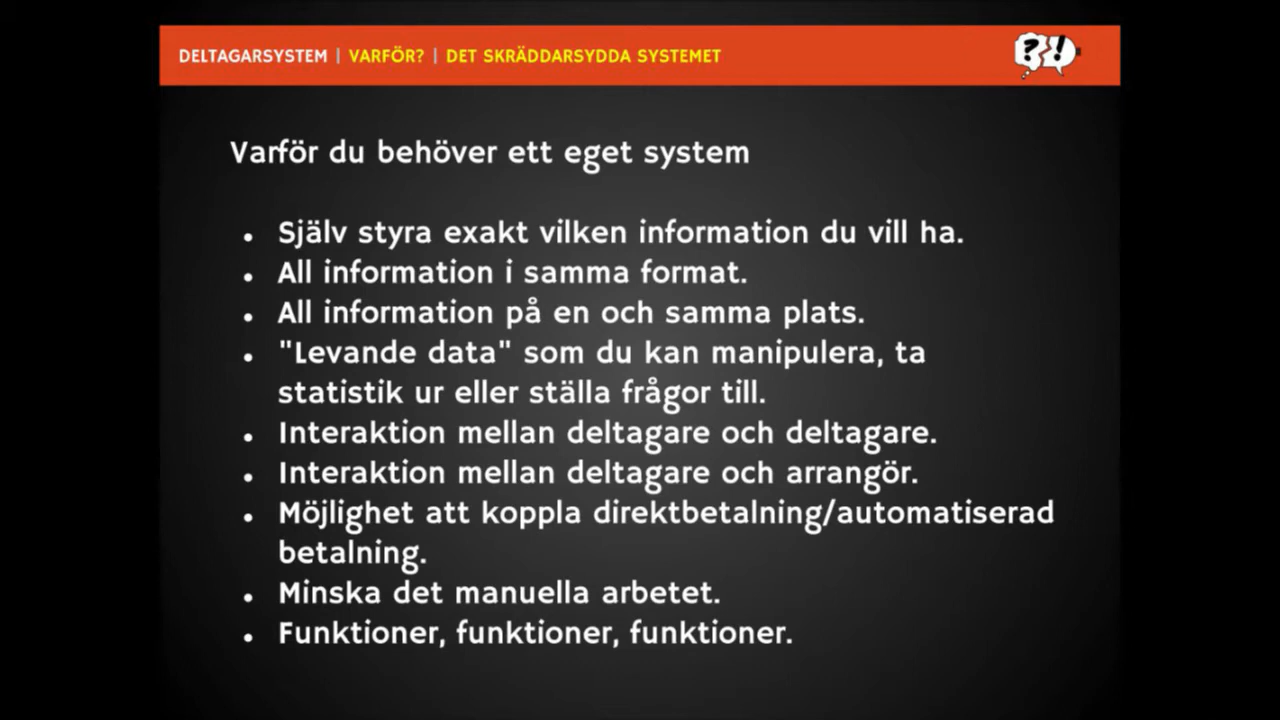 DELTAGARSYSTEM | VARFÖR? | DET SKRÄDDARSYDDA SYSTEMET
?!
Varför du behöver ett eget system
• Själv styra exakt vilken information du vill ha.
• All information i samma format.
• All information på en och samma plats.
• "Levande data" som du kan manipulera, ta
statistik ur eller ställa frågor till.
• Interaktion mellan deltagare och deltagare.
• Interaktion mellan deltagare och arrangör.
• Möjlighet att koppla direktbetalning/automatiserad
betalning.
• Minska det manuella arbetet.
• Funktioner, funktioner, funktioner.